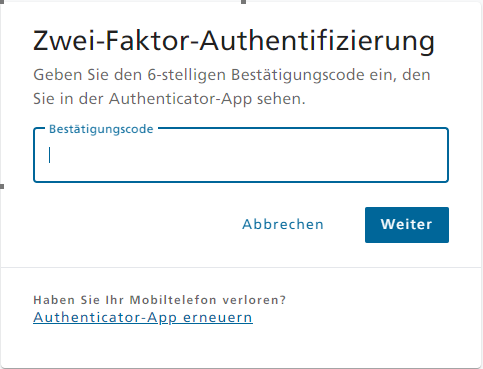 Zwei-Faktor-Authentifizierung
Geben Sie den 6-stelligen Bestätigungscode ein, den
Sie in der Authenticator-App sehen.
Bestätigungscode
Abbrechen
Weiter
Haben Sie Ihr Mobiltelefon verloren?
Authenticator-App erneuern